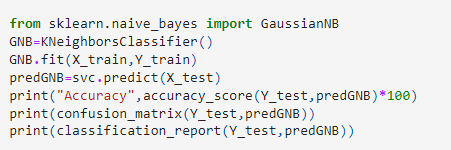 from sklearn.naive_bayes import GaussianNB
GNB=KNeighborsClassifier()
GNB.fit(X_train,Y_train)
predGNB=svc.predict(X_test)
print("Accuracy",accuracy_score(Y_test,predGNB)*100)
print(confusion_matrix(Y_test,predGNB))
print(classification_report(Y_test,predGNB))